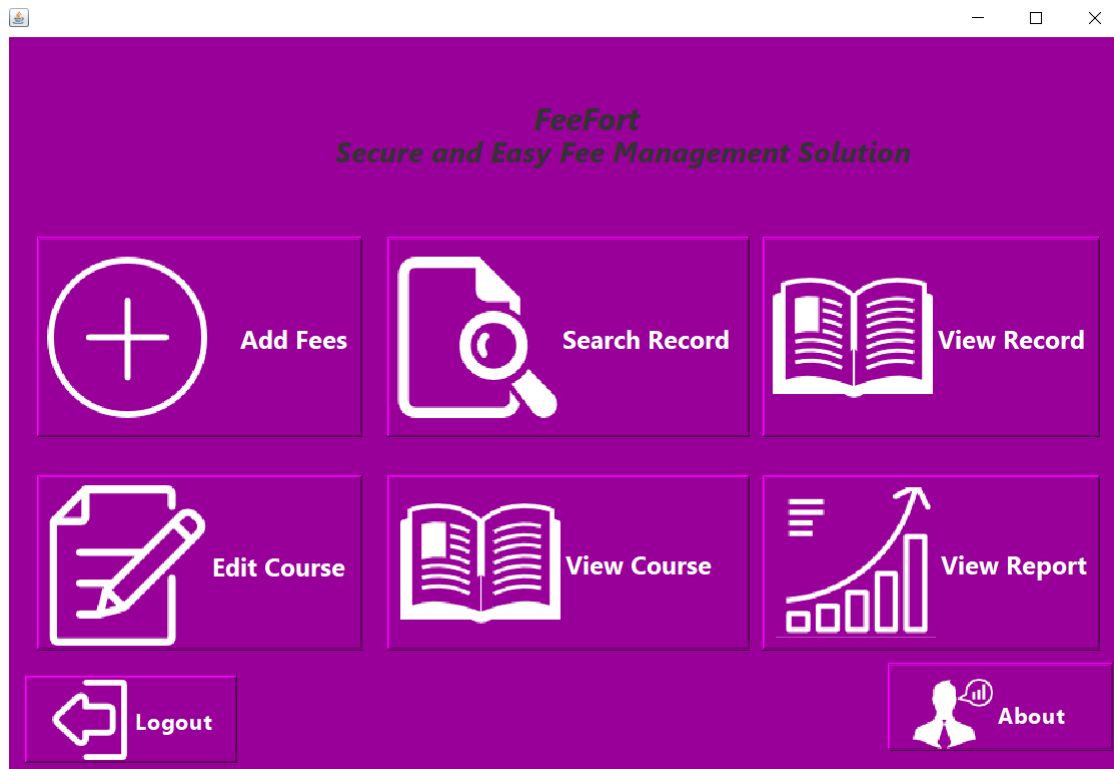 FeeFort
Secure and Easy Fee Management Solution
Add Fees
Search Record
View Record
Edit Course
View Course
View Report
Logout
About